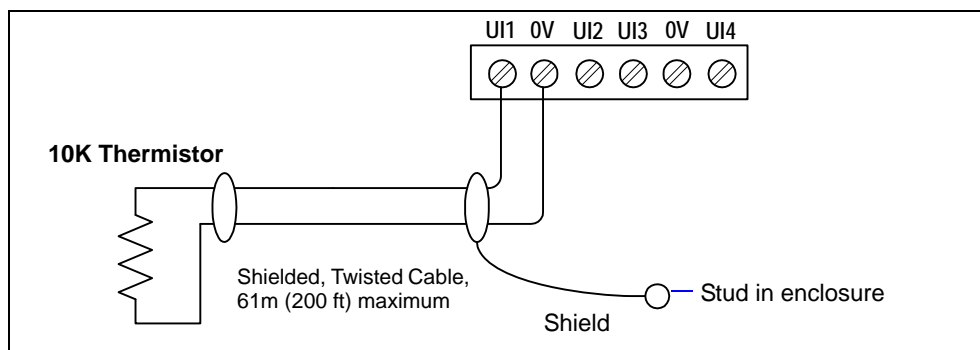 UI1 0V UI2 UI3 0V UI4
10K Thermistor
Shielded, Twisted Cable,
61m (200 ft) maximum
Stud in enclosure
Shield